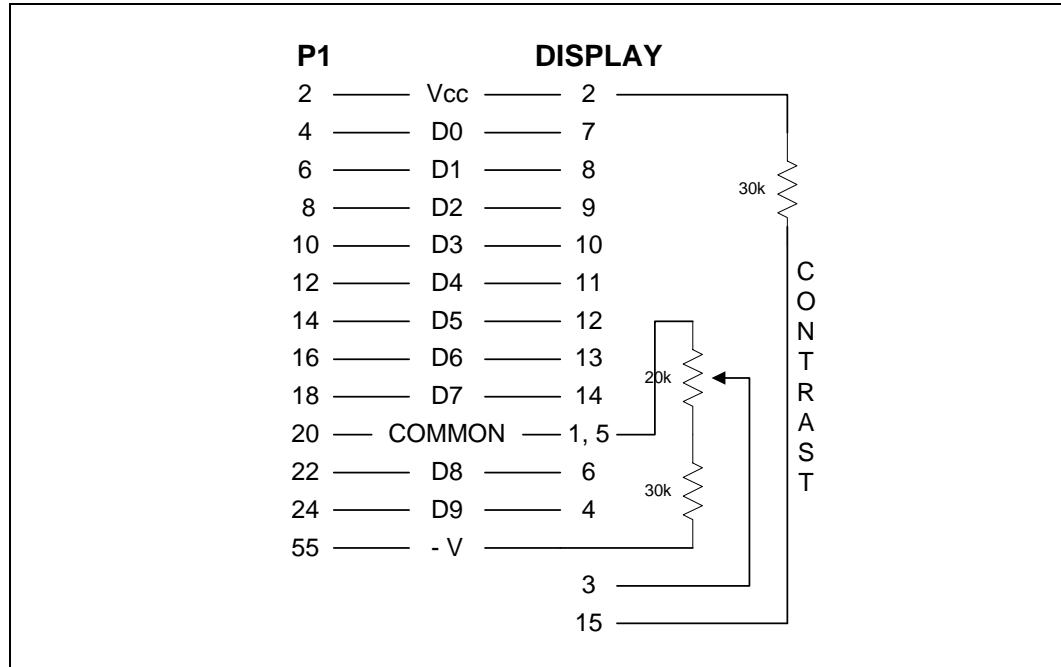 P1 DISPLAY
2 Vcc 2
4 D0 7
6 D1 8
30k
8 D2 9
10 D3 10
12 D4 11
14 D5 12
16 D6 13
20k
18 D7 14
20 COMMON 1, 5
22 D8 6
30k
24 D9 4
55 - V
3
15
CONTRAST